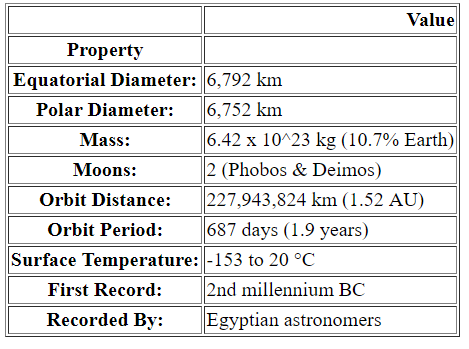 Value
Property
Equatorial Diameter: 6,792 km
Polar Diameter: 6,752 km
Mass: 6.42 x 10^23 kg (10.7% Earth)
Moons: 2 (Phobos & Deimos)
Orbit Distance: 227,943,824 km (1.52 AU)
Orbit Period: 687 days (1.9 years)
Surface Temperature: -153 to 20 °C
First Record: 2nd millennium BC
Recorded By: Egyptian astronomers